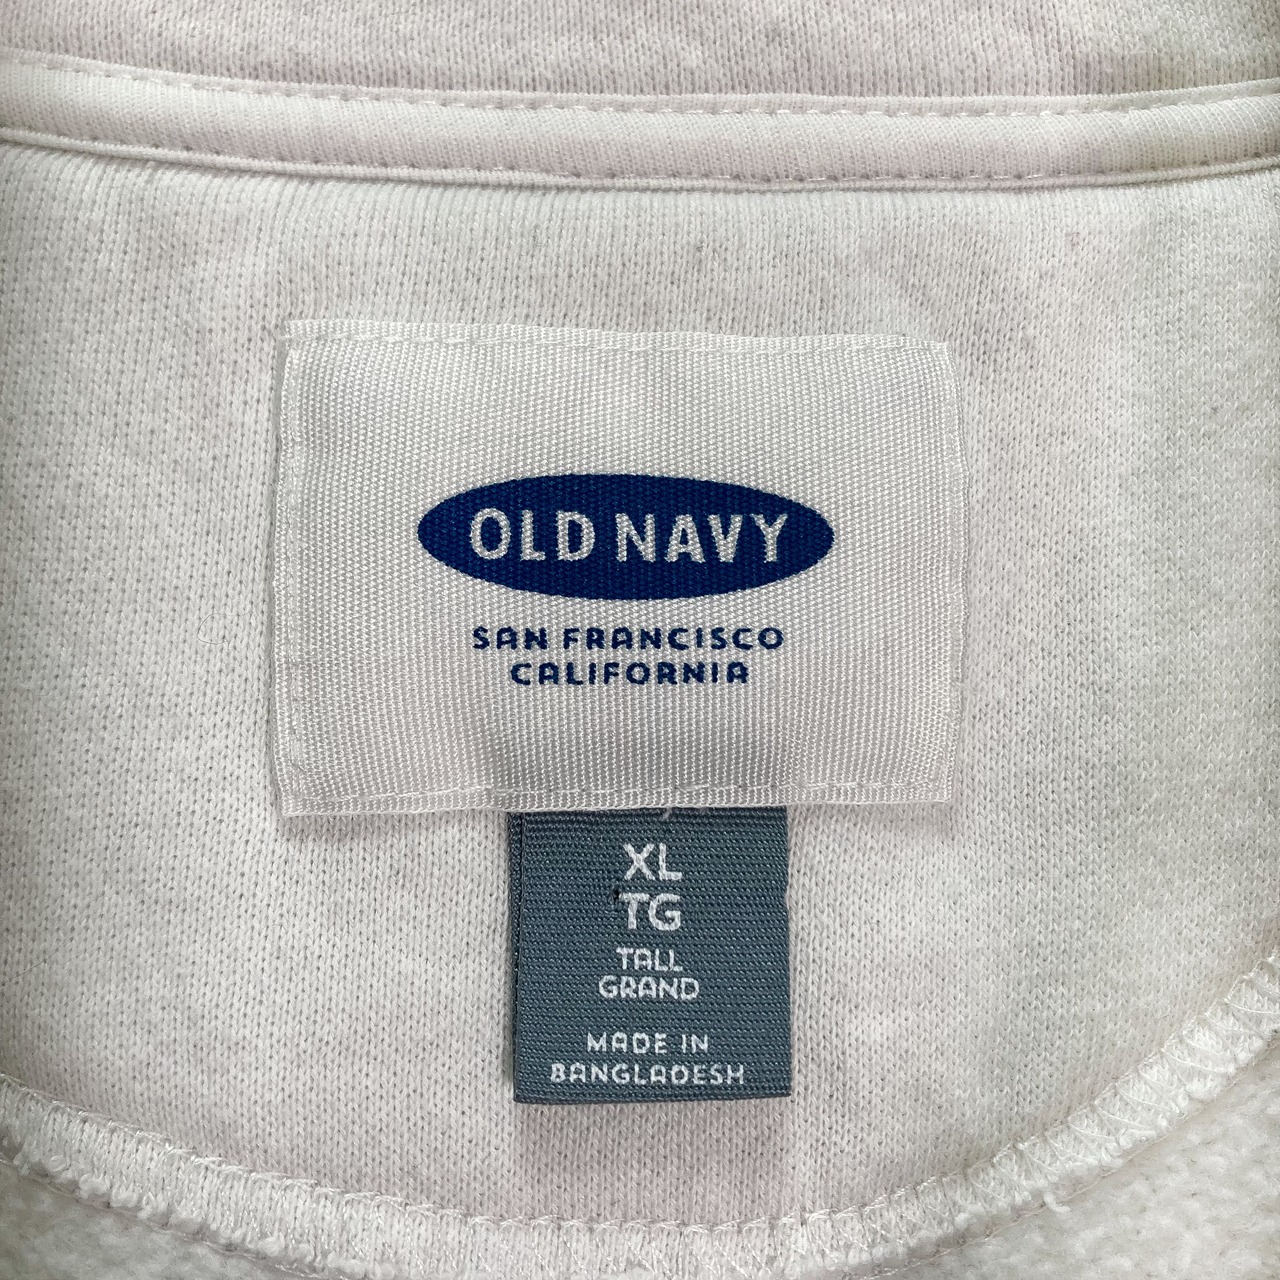 OLD NAVY
SAN FRANCISCO
CALIFORNIA
XL
TG
TALL
GRAND
MADE IN
BANGLADESH